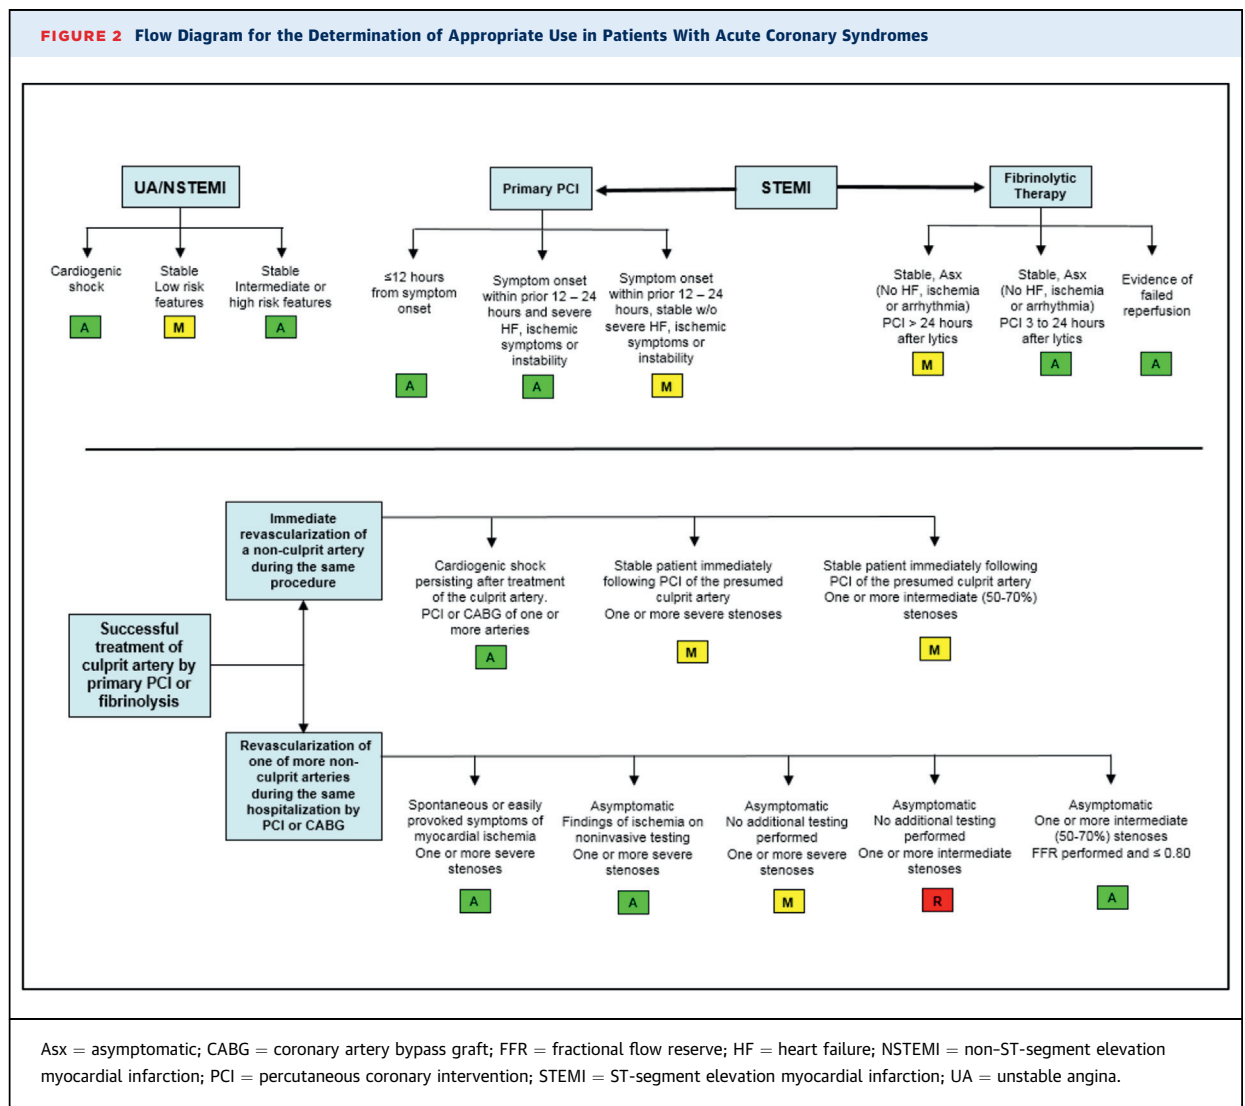 FIGURE 2 Flow Diagram for the Determination of Appropriate Use in Patients With Acute Coronary Syndromes
UA/NSTEMI
Cardiogenic
shock
A
Stable
Low risk
features
M
Stable
Intermediate or
high risk features
A
Primary PCI
STEMI
Fibrinolytic
Therapy
≤12 hours
from symptom
onset
A
Symptom onset
within prior 12 – 24
hours and severe
HF, ischemic
symptoms or
instability
A
Symptom onset
within prior 12 – 24
hours, stable w/o
severe HF, ischemic
symptoms or
instability
M
Stable, Asx
(No HF, ischemia
or arrhythmia)
PCI > 24 hours
after lytics
M
Stable, Asx
(No HF, ischemia
or arrhythmia)
PCI 3 to 24 hours
after lytics
A
Evidence of
failed
reperfusion
A
Successful
treatment of
culprit artery by
primary PCI or
fibrinolysis
Immediate
revascularization of
a non-culprit artery
during the same
procedure
Cardiogenic shock
persisting after treatment
of the culprit artery.
PCI or CABG of one or
more arteries
A
Stable patient immediately
following PCI of the presumed
culprit artery
One or more severe stenoses
M
Stable patient immediately following
PCI of the presumed culprit artery
One or more intermediate (50-70%)
stenoses
M
Revascularization of
one of more non-
culprit arteries
during the same
hospitalization by
PCI or CABG
Spontaneous or easily
provoked symptoms of
myocardial ischemia
One or more severe
stenoses
A
Asymptomatic
Findings of ischemia on
noninvasive testing
One or more severe
stenoses
A
Asymptomatic
No additional testing
performed
One or more severe
stenoses
M
Asymptomatic
No additional testing
performed
One or more intermediate
stenoses
R
Asymptomatic
One or more intermediate
(50-70%) stenoses
FFR performed and ≤ 0.80
A
Asx = asymptomatic; CABG = coronary artery bypass graft; FFR = fractional flow reserve; HF = heart failure; NSTEMI = non–ST-segment elevation
myocardial infarction; PCI = percutaneous coronary intervention; STEMI = ST-segment elevation myocardial infarction; UA = unstable angina.